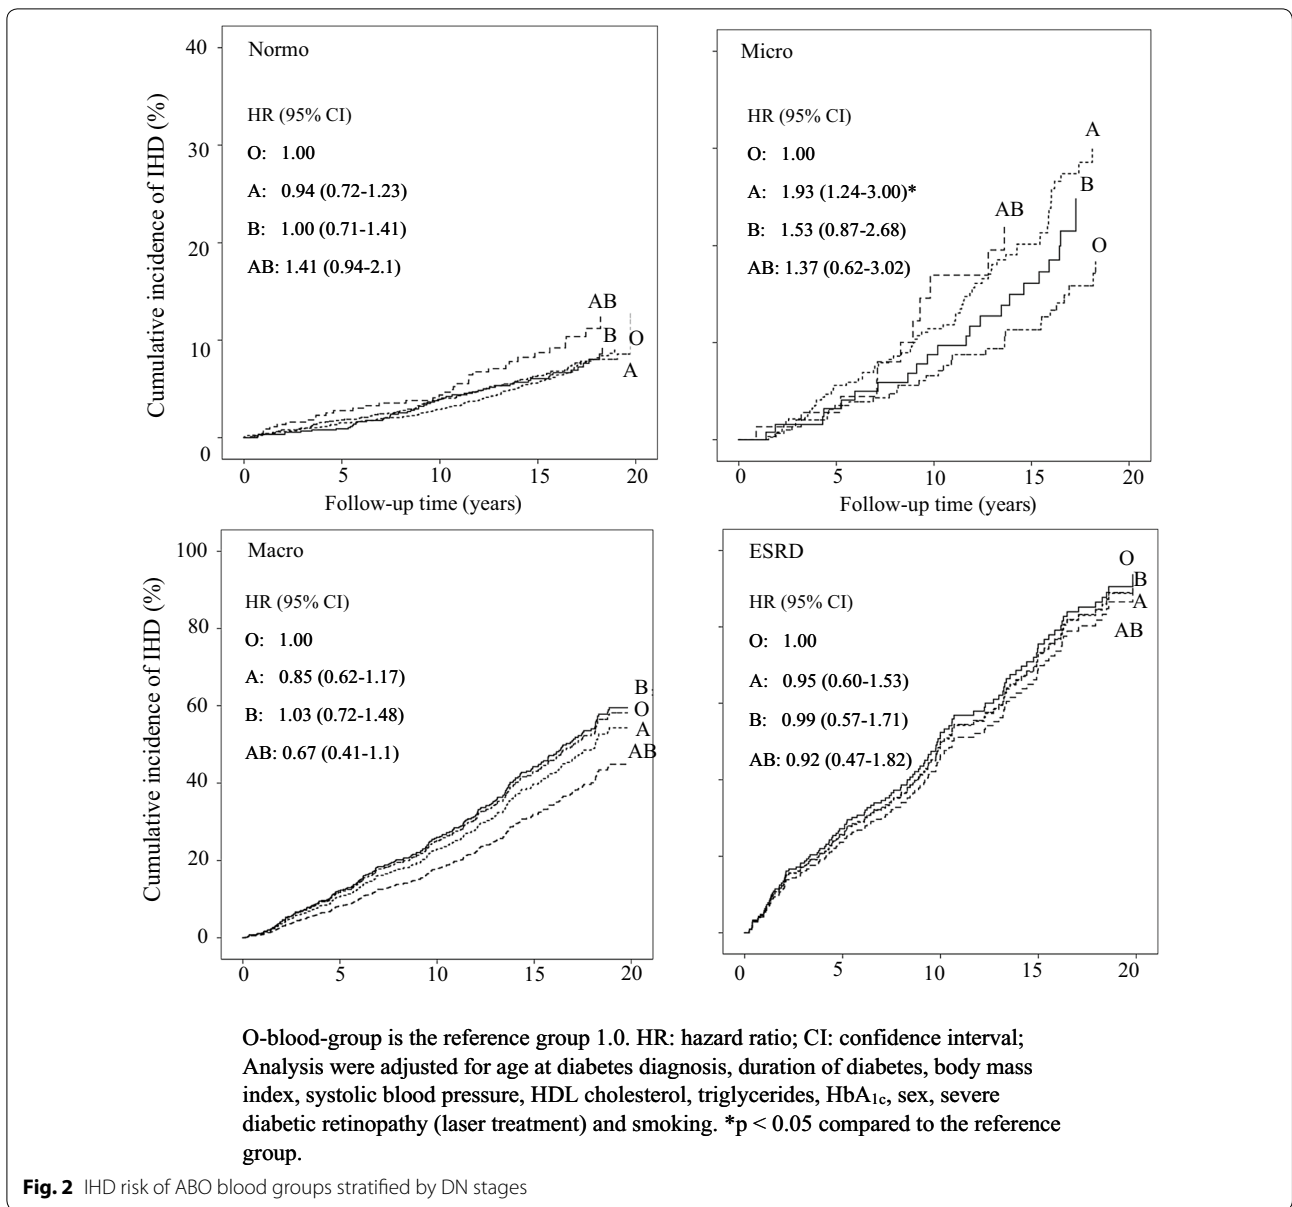 40
Normo
HR (95% CI)
O: 1.00
A: 0.94 (0.72-1.23)
B: 1.00 (0.71-1.41)
AB: 1.41 (0.94-2.1)
Cumulative incidence of IHD (%)
30
20
10
0
AB
B
O
A
0 5 10 15 20
Follow-up time (years)
Micro
HR (95% CI)
O: 1.00
A: 1.93 (1.24-3.00)*
B: 1.53 (0.87-2.68)
AB: 1.37 (0.62-3.02)
A
B
AB
O
0 5 10 15 20
Follow-up time (years)
100
Macro
HR (95% CI)
O: 1.00
A: 0.85 (0.62-1.17)
B: 1.03 (0.72-1.48)
AB: 0.67 (0.41-1.1)
Cumulative incidence of IHD (%)
80
60
40
20
0
B
O
A
AB
0 5 10 15 20
ESRD
HR (95% CI)
O: 1.00
A: 0.95 (0.60-1.53)
B: 0.99 (0.57-1.71)
AB: 0.92 (0.47-1.82)
O
B
A
AB
0 5 10 15 20
O-blood-group is the reference group 1.0. HR: hazard ratio; CI: confidence interval;
Analysis were adjusted for age at diabetes diagnosis, duration of diabetes, body mass
index, systolic blood pressure, HDL cholesterol, triglycerides, HbA1c, sex, severe
diabetic retinopathy (laser treatment) and smoking. *p < 0.05 compared to the reference
group.
Fig. 2 IHD risk of ABO blood groups stratified by DN stages